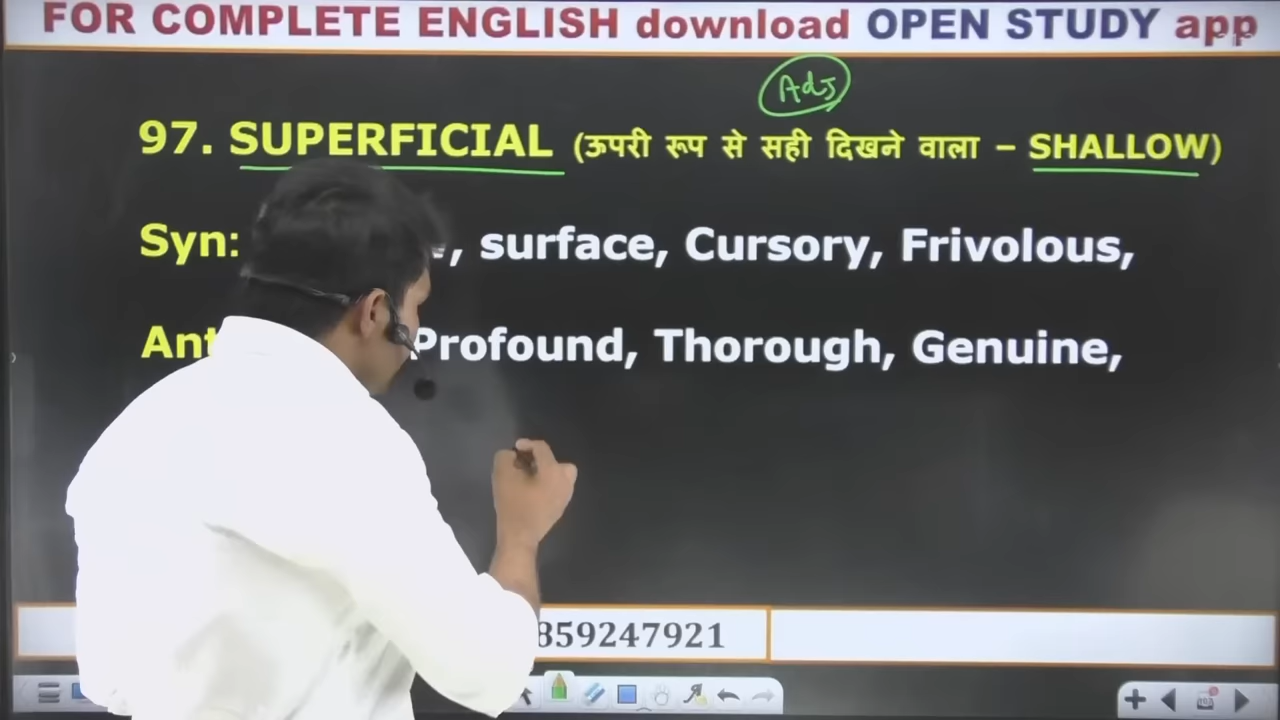 FOR COMPLETE ENGLISH download OPEN STUDY app
Adj
97. SUPERFICIAL (ऊपरी रूप से सही दिखने वाला – SHALLOW)
Syn: surface, Cursory, Frivolous,
Profound, Thorough, Genuine,
859247921